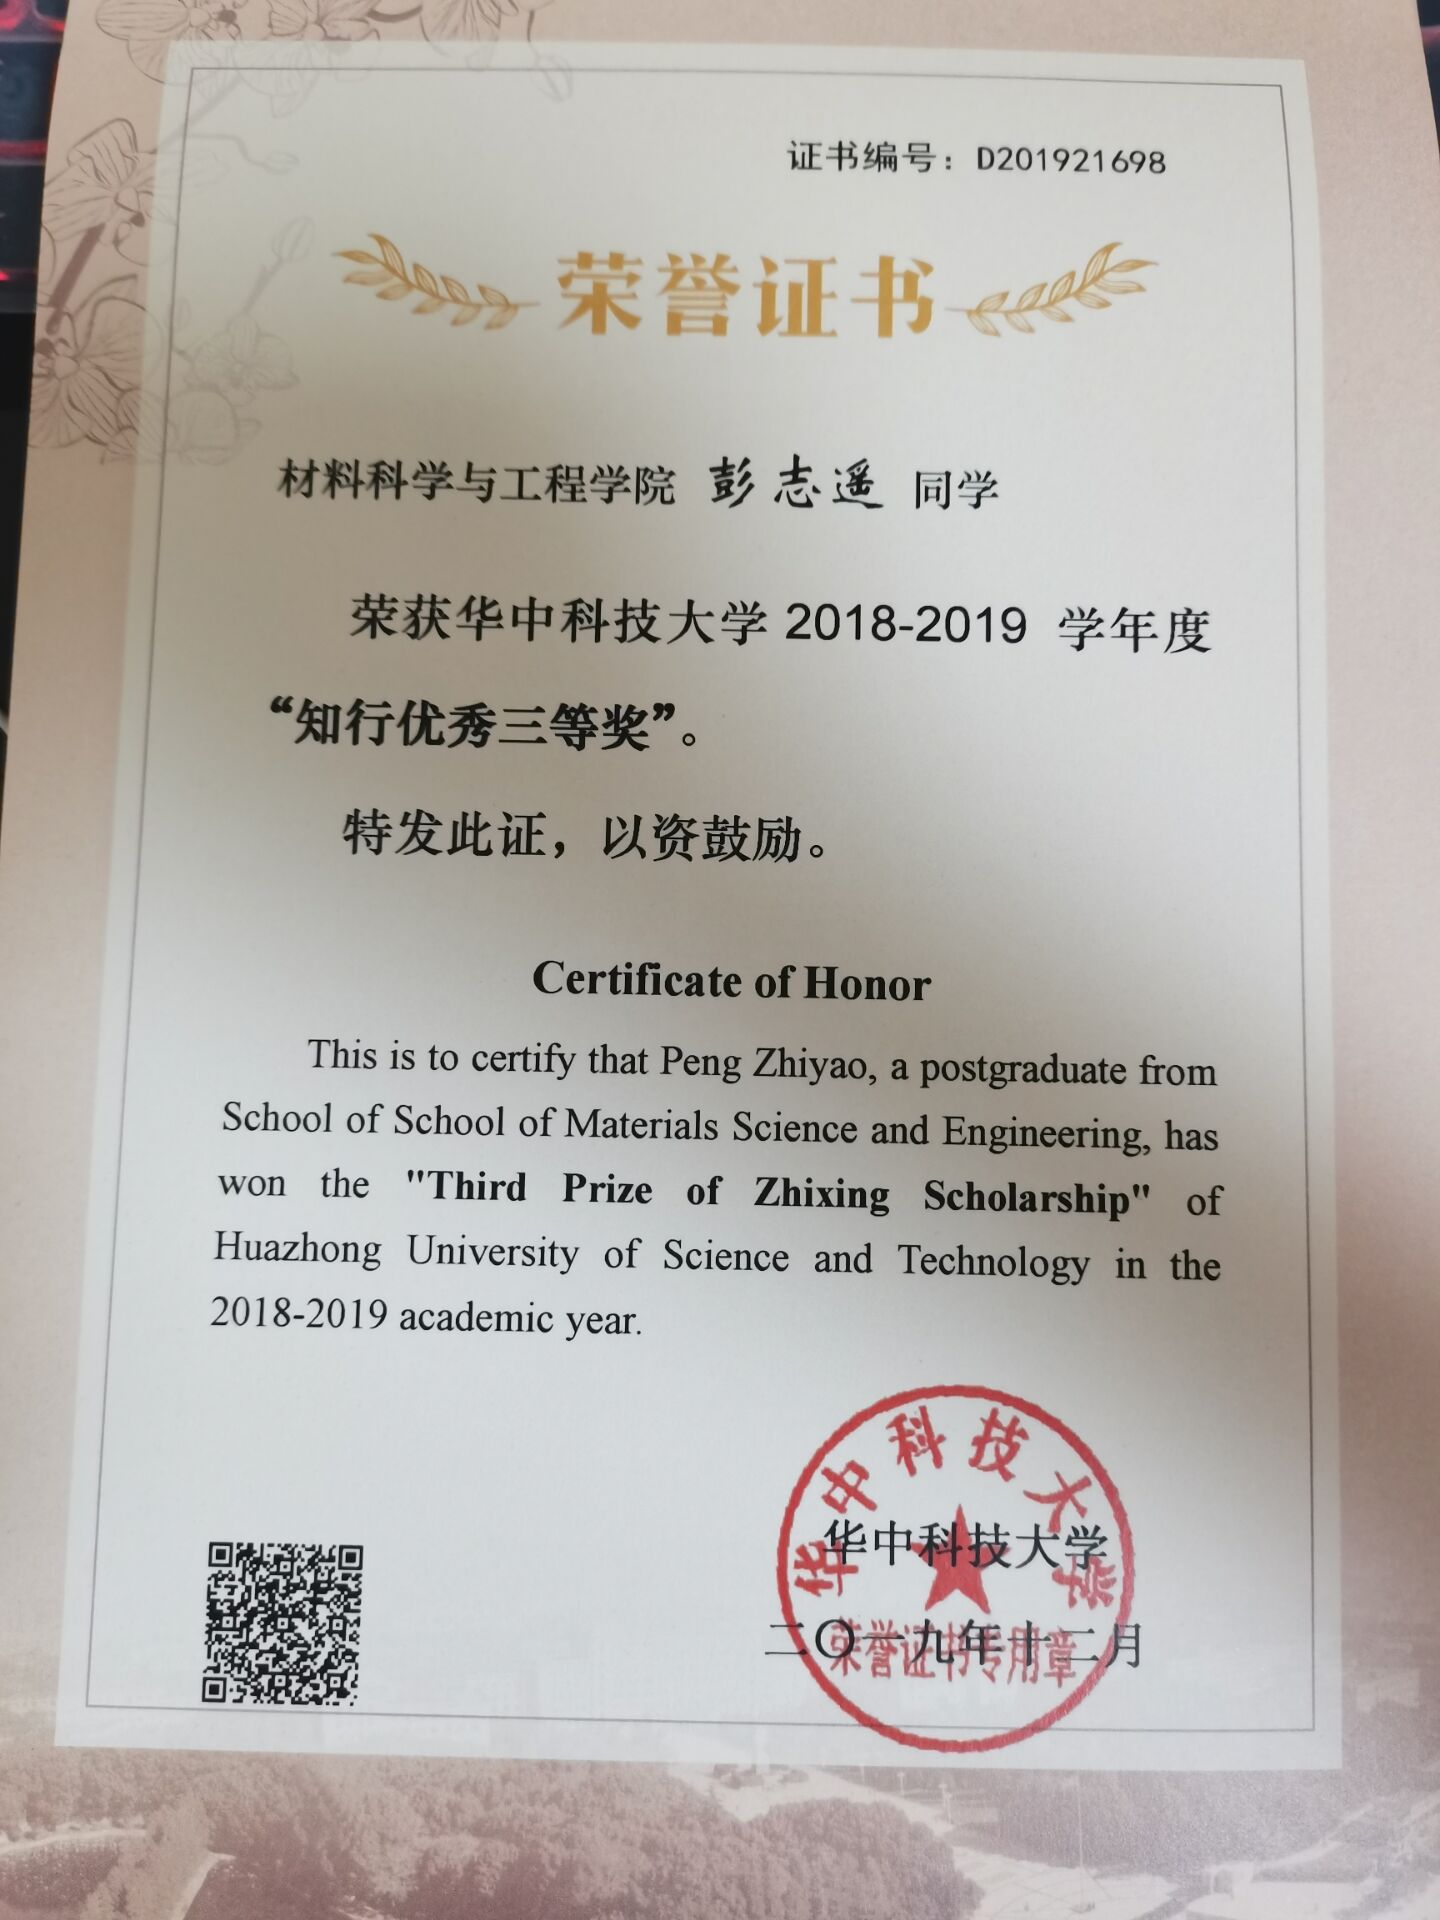 证书编号：D201921698
荣誉证书
材料科学与工程学院 彭志遥 同学
荣获华中科技大学 2018-2019 学年度
“知行优秀三等奖”。
特发此证，以资鼓励。
Certificate of Honor
This is to certify that Peng Zhiyao, a postgraduate from
School of School of Materials Science and Engineering, has
won the "Third Prize of Zhixing Scholarship" of
Huazhong University of Science and Technology in the
2018-2019 academic year.
华中科技大学
华中科技大学
二〇一九年十二月
荣誉证书专用章